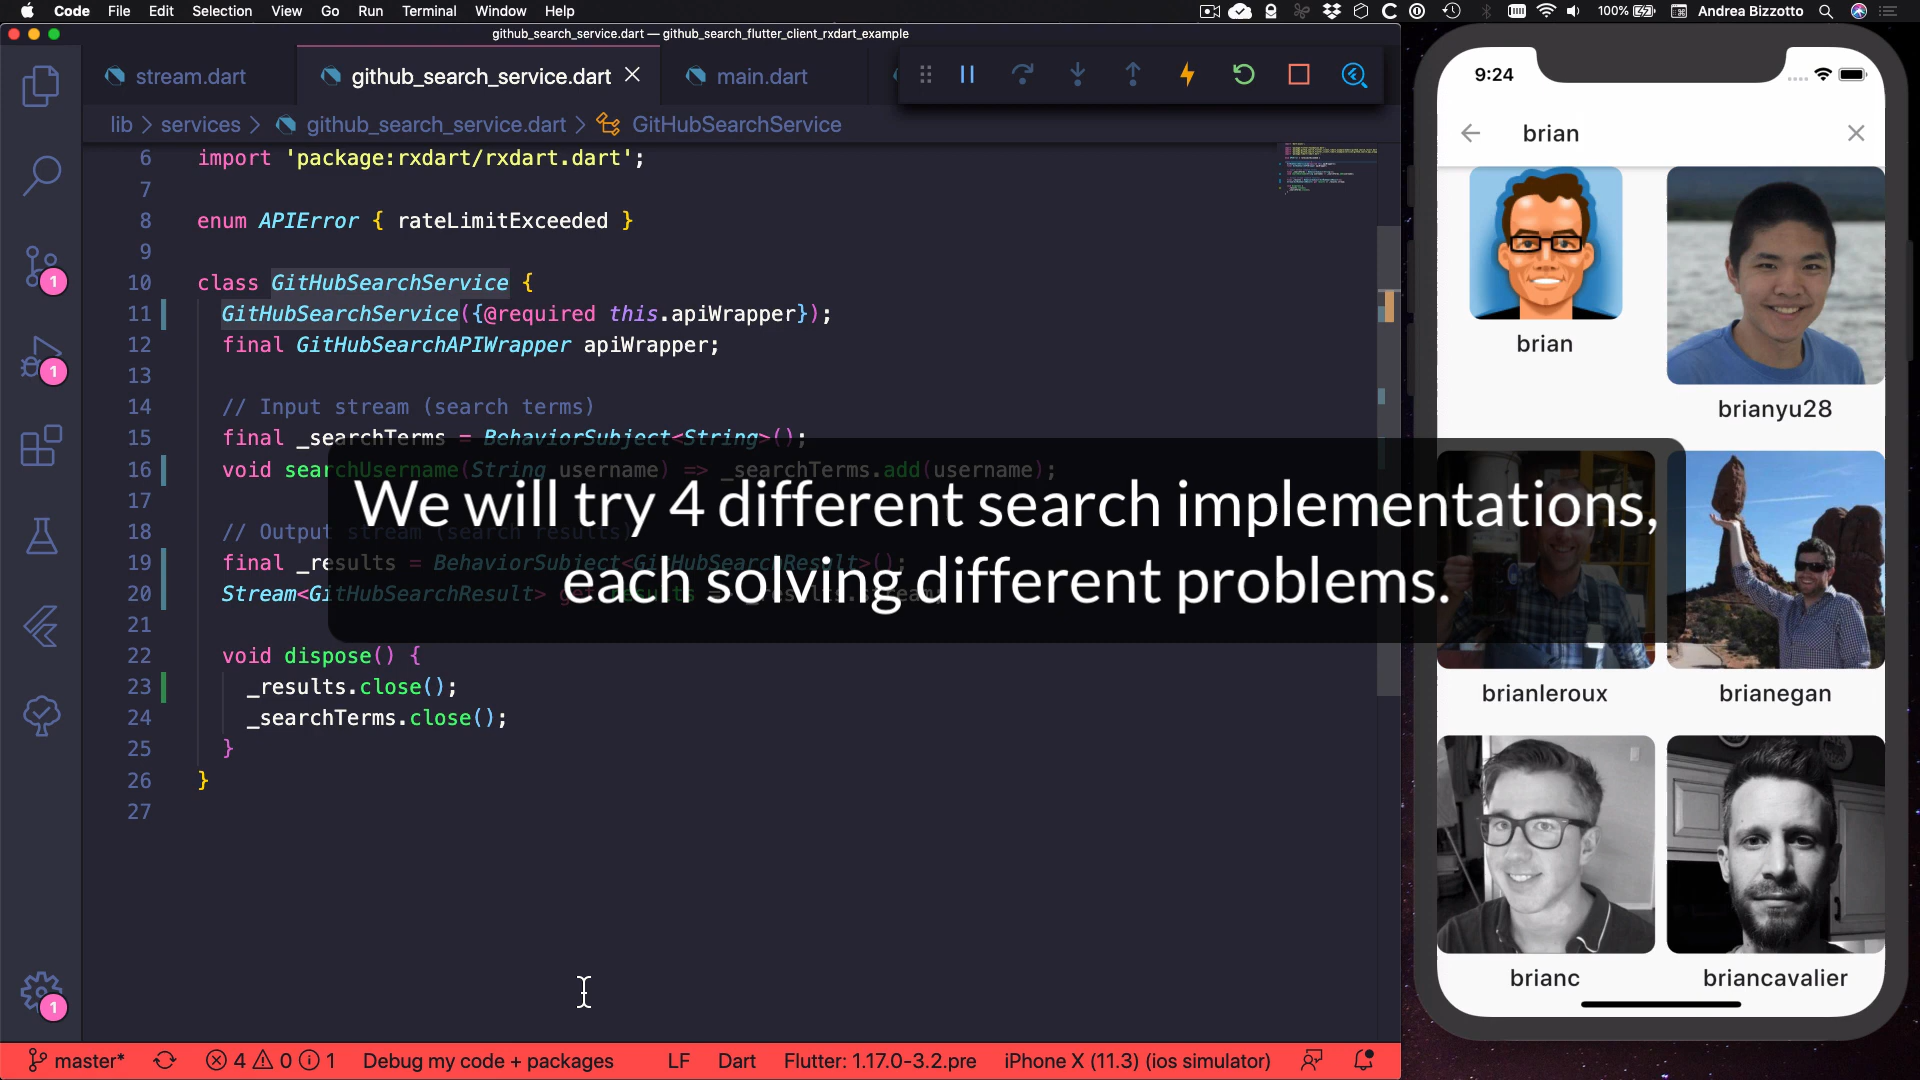 Code File Edit Selection View Go Run Terminal Window Help
100% Andrea Bizzotto
github_search_service.dart — github_search_flutter_client_rxdart_example
stream.dart github_search_service.dart main.dart
lib > services > github_search_service.dart > GitHubSearchService
6 import 'package:rxdart/rxdart.dart';
7
8 enum APIError { rateLimitExceeded }
9
10 class GitHubSearchService {
11 GitHubSearchService({@required this.apiWrapper});
12 final GitHubSearchAPIWrapper apiWrapper;
13
14 // Input stream (search terms)
15 final _searchTerms = BehaviorSubject<String>();
16 void searchUsername(String username) => _searchTerms.add(username);
17
18 // Output stream (search results)
19 final _results = BehaviorSubject<GitHubSearchResult>();
20 Stream<GitHubSearchResult> get results => _results.stream;
21
22 void dispose() {
23 _results.close();
24 _searchTerms.close();
25 }
26 }
27
We will try 4 different search implementations,
each solving different problems.
1
1
1
master* 4 0 1 Debug my code + packages LF Dart Flutter: 1.17.0-3.2.pre iPhone X (11.3) (ios simulator)
9:24
brian
brian
brianyu28
brianleroux
brianegan
brianc
briancavalier